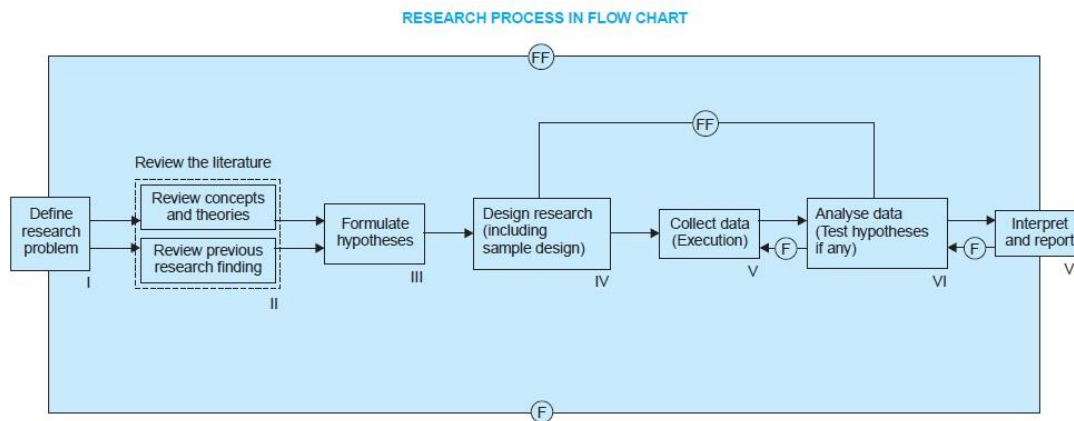 RESEARCH PROCESS IN FLOW CHART
FF
FF
Review the literature
Define
research
problem
I
Review concepts
and theories
Review previous
research finding
II
Formulate
hypotheses
III
Design research
(including
sample design)
IV
Collect data
(Execution)
V
F
Analyse data
(Test hypotheses
if any)
VI
F
Interpret
and report
V
F